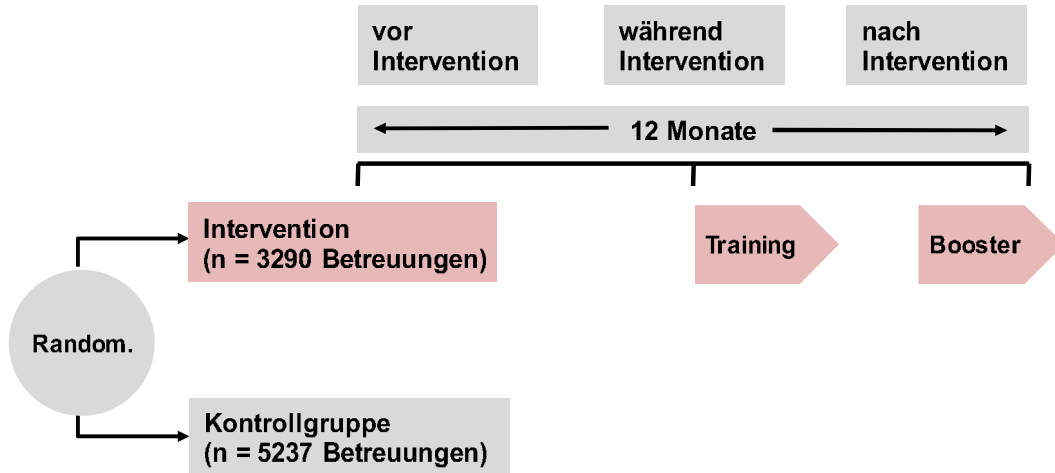 vor
Intervention
während
Intervention
nach
Intervention
12 Monate
Intervention
(n = 3290 Betreuungen)
Training
Booster
Random.
Kontrollgruppe
(n = 5237 Betreuungen)